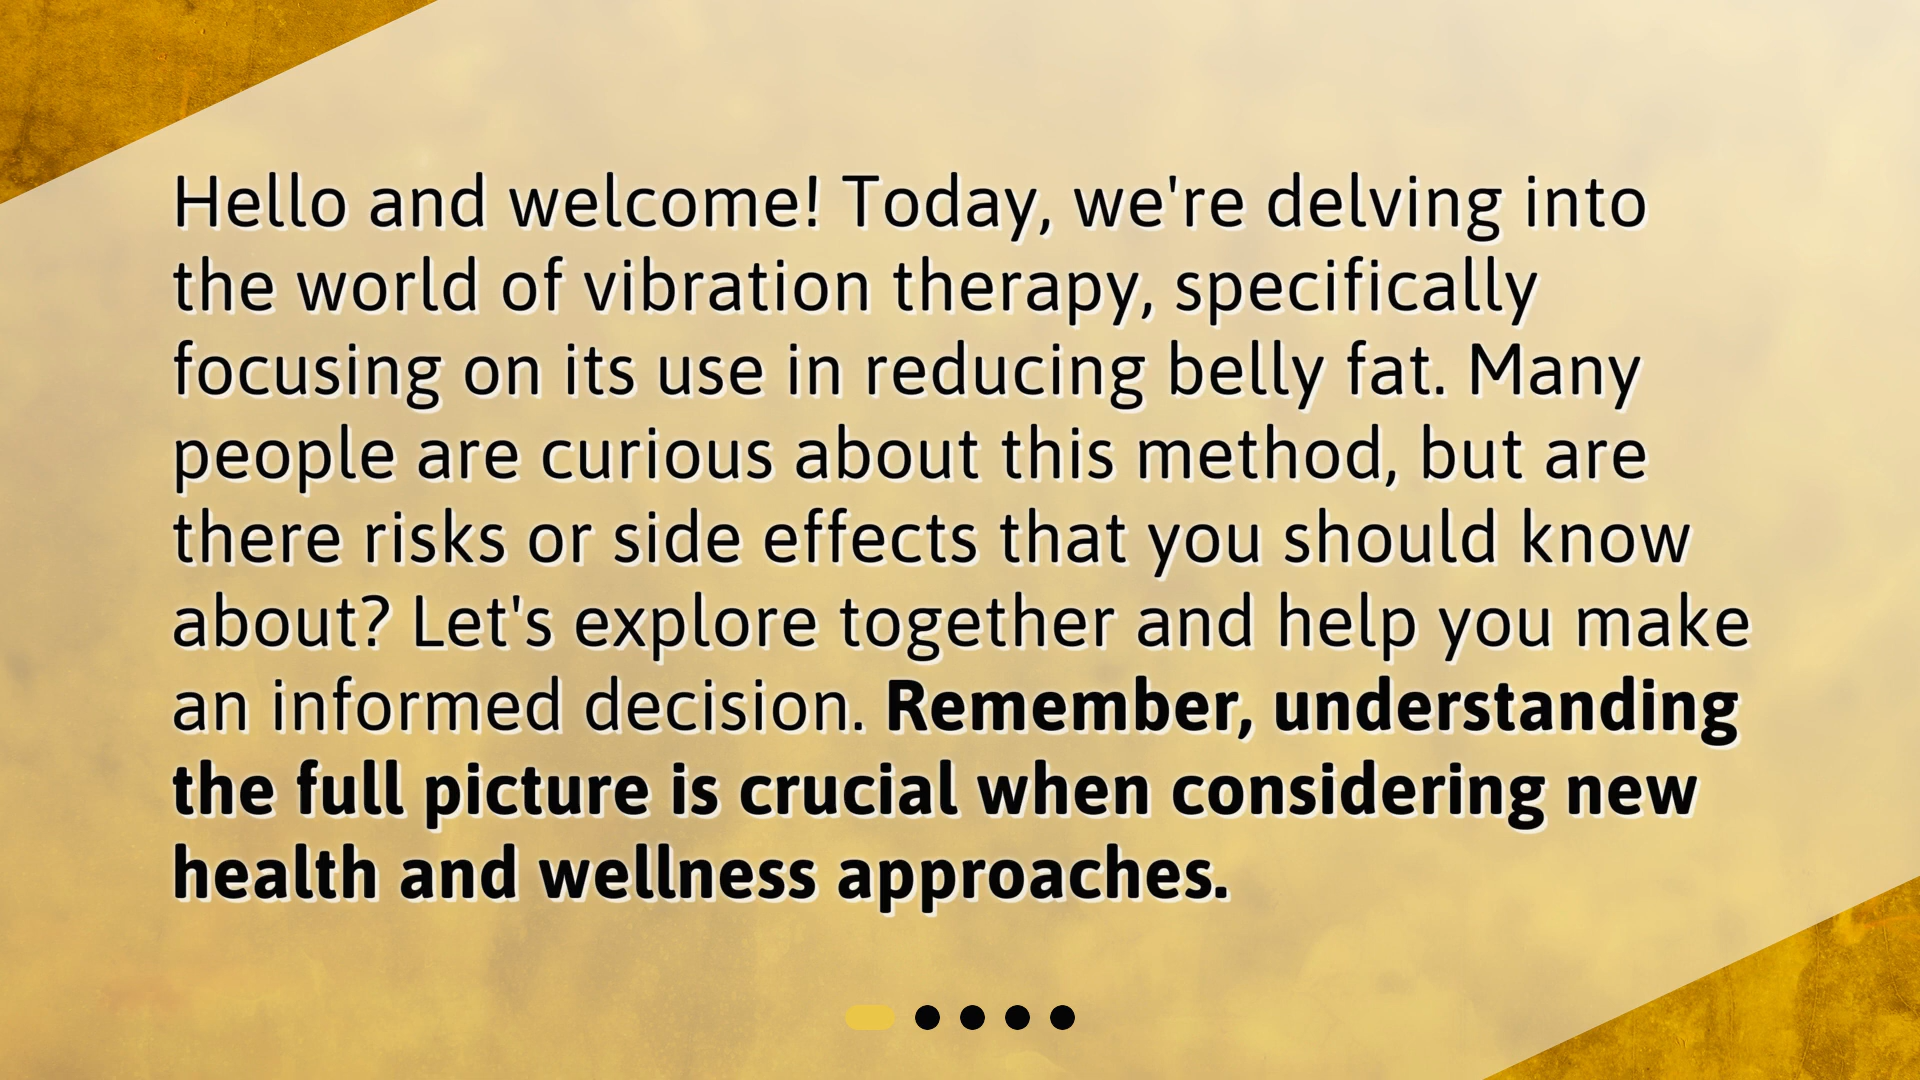 Hello and welcome! Today, we're delving into
the world of vibration therapy, specifically
focusing on its use in reducing belly fat. Many
people are curious about this method, but are
there risks or side effects that you should know
about? Let's explore together and help you make
an informed decision. Remember, understanding
the full picture is crucial when considering new
health and wellness approaches.